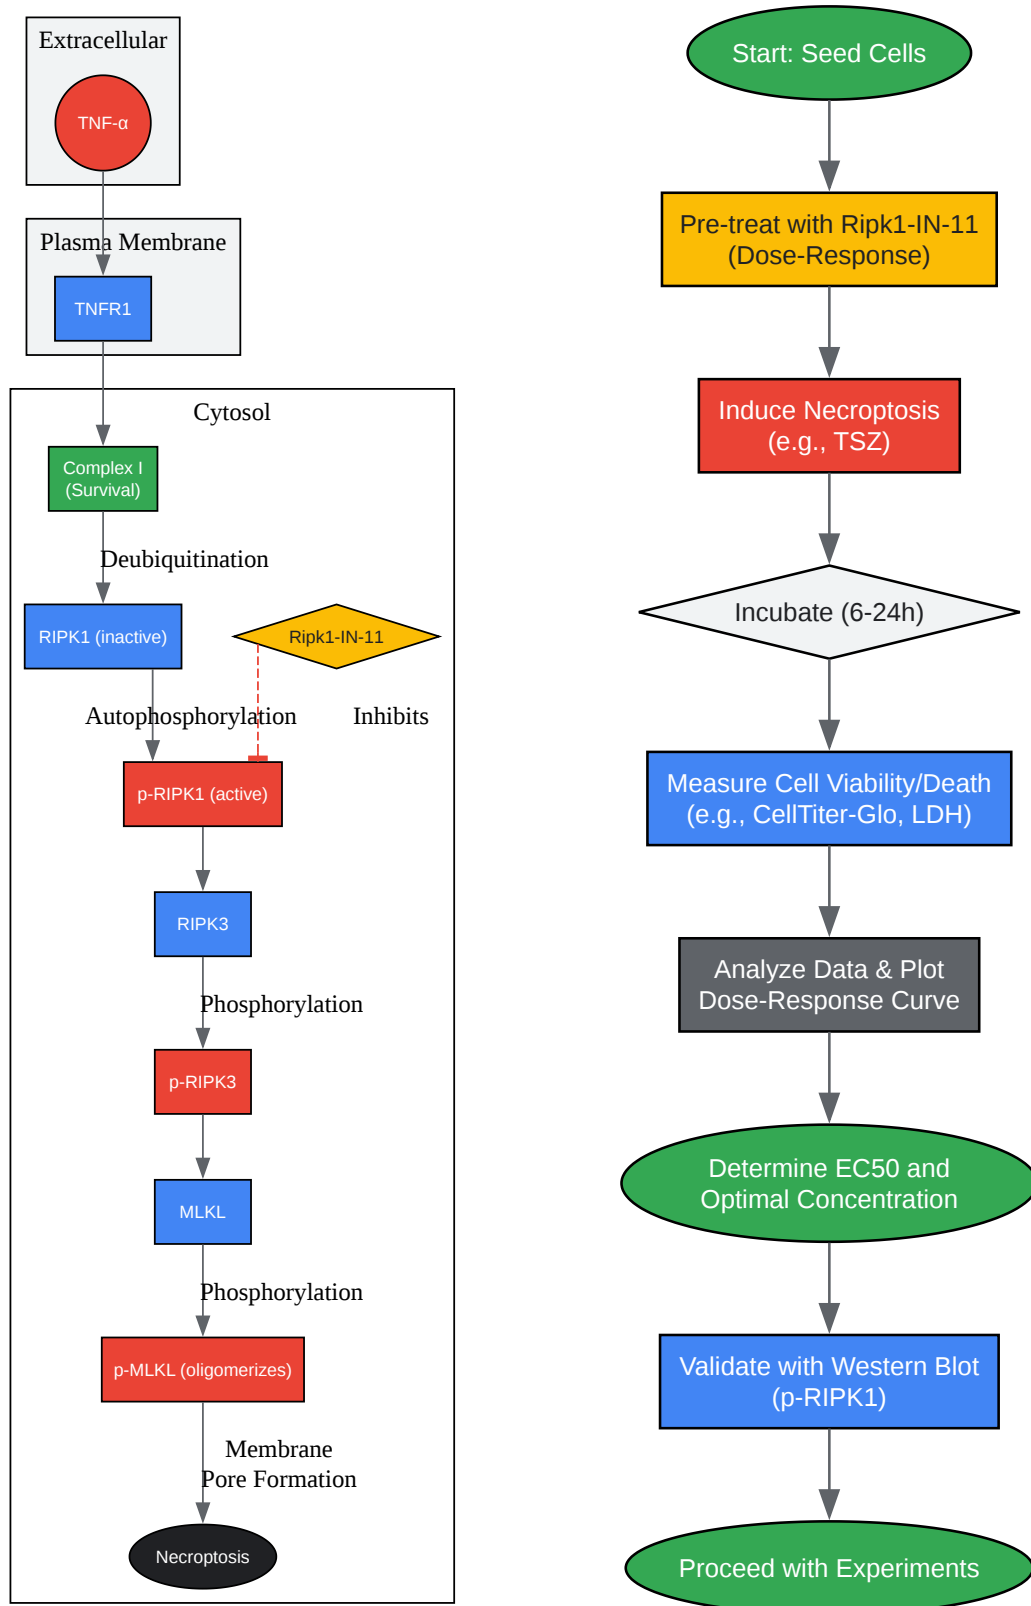 Extracellular
TNF-α
Plasma Membrane
TNFR1
Cytosol
Complex I
(Survival)
Deubiquitination
RIPK1 (inactive)
Ripk1-IN-11
Autophosphorylation
Inhibits
p-RIPK1 (active)
RIPK3
Phosphorylation
p-RIPK3
MLKL
Phosphorylation
p-MLKL (oligomerizes)
Membrane
Pore Formation
Necroptosis
Start: Seed Cells
Pre-treat with Ripk1-IN-11
(Dose-Response)
Induce Necroptosis
(e.g., TSZ)
Incubate (6-24h)
Measure Cell Viability/Death
(e.g., CellTiter-Glo, LDH)
Analyze Data & Plot
Dose-Response Curve
Determine EC50 and
Optimal Concentration
Validate with Western Blot
(p-RIPK1)
Proceed with Experiments